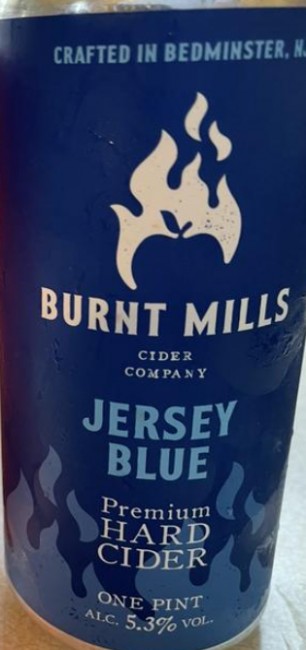 CRAFTED IN BEDMINSTER, N.
BURNT MILLS
CIDER
COMPANY
JERSEY
BLUE
Premium
HARD
CIDER
ONE PINT
ALC. 5.3% VOL.